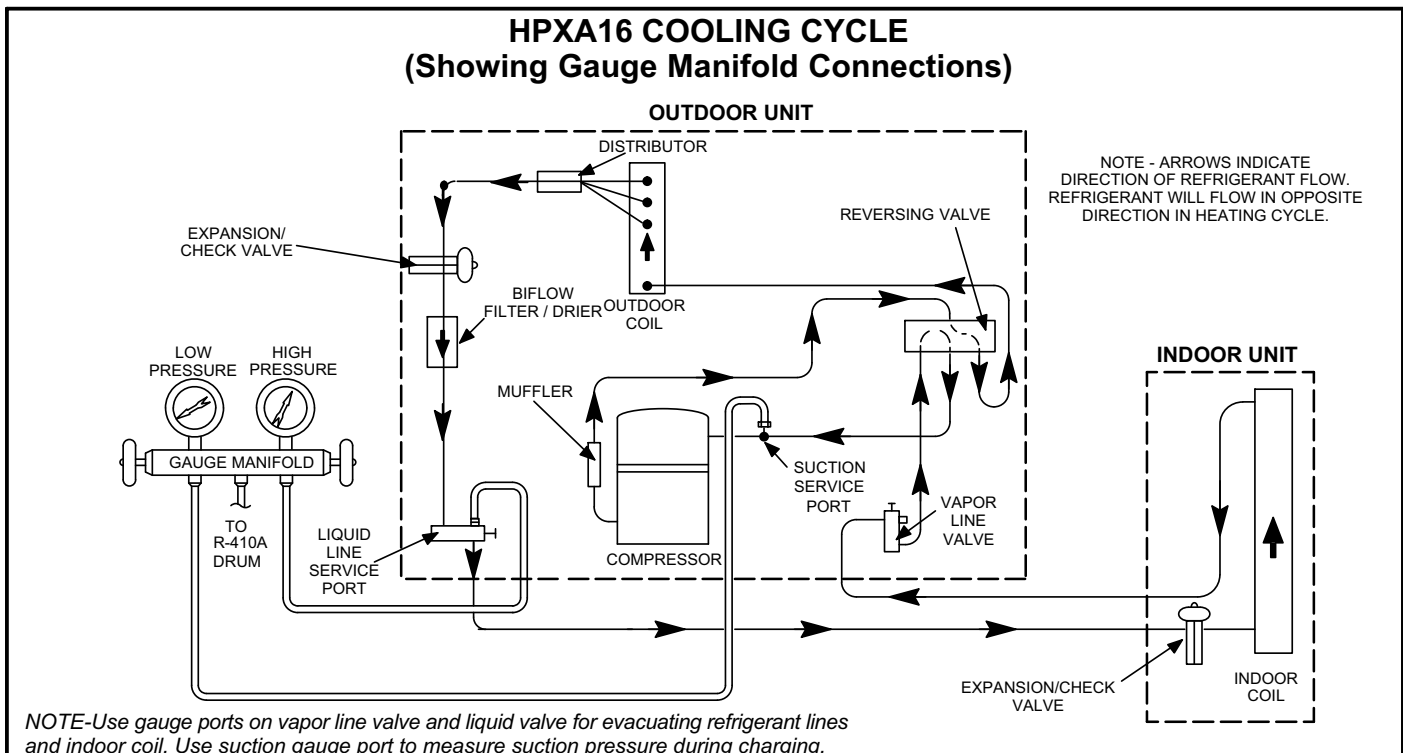 HPXA16 COOLING CYCLE
(Showing Gauge Manifold Connections)
OUTDOOR UNIT
DISTRIBUTOR
NOTE - ARROWS INDICATE
DIRECTION OF REFRIGERANT FLOW.
REFRIGERANT WILL FLOW IN OPPOSITE
DIRECTION IN HEATING CYCLE.
REVERSING VALVE
EXPANSION/
CHECK VALVE
BIFLOW
FILTER / DRIER
OUTDOOR
COIL
LOW
PRESSURE
HIGH
PRESSURE
INDOOR UNIT
MUFFLER
GAUGE MANIFOLD
SUCTION
SERVICE
PORT
TO
R-410A
DRUM
LIQUID
LINE
SERVICE
PORT
VAPOR
LINE
VALVE
COMPRESSOR
EXPANSION/CHECK
VALVE
INDOOR
COIL
NOTE-Use gauge ports on vapor line valve and liquid valve for evacuating refrigerant lines
and indoor coil. Use suction gauge port to measure suction pressure during charging.